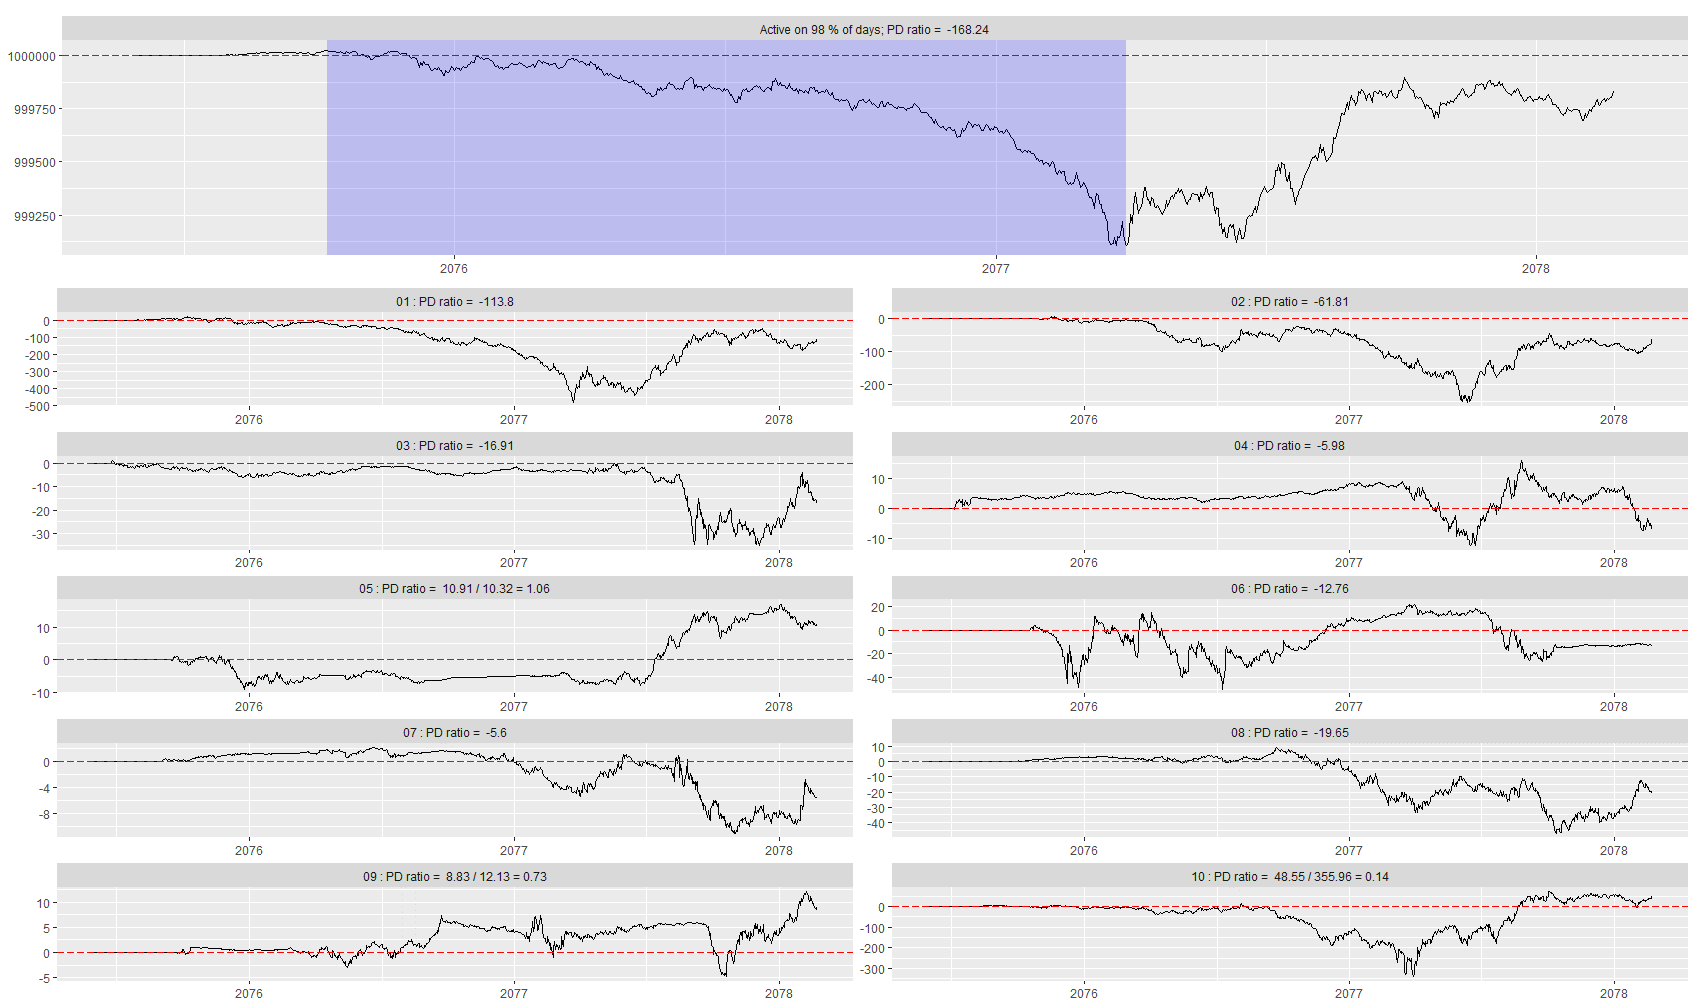 Active on 98 % of days; PD ratio = -168.24
1000000
999750
999500
999250
2076 2077 2078
01 : PD ratio = -113.8
0
-100
-200
-300
-400
-500
2076 2077 2078
02 : PD ratio = -61.81
0
-100
-200
2076 2077 2078
03 : PD ratio = -16.91
0
-10
-20
-30
2076 2077 2078
04 : PD ratio = -5.98
10
0
-10
2076 2077 2078
05 : PD ratio = 10.91 / 10.32 = 1.06
10
0
-10
2076 2077 2078
06 : PD ratio = -12.76
20
0
-20
-40
2076 2077 2078
07 : PD ratio = -5.6
0
-4
-8
2076 2077 2078
08 : PD ratio = -19.65
10
0
-10
-20
-30
-40
2076 2077 2078
09 : PD ratio = 8.83 / 12.13 = 0.73
10
5
0
-5
2076 2077 2078
10 : PD ratio = 48.55 / 355.96 = 0.14
0
-100
-200
-300
2076 2077 2078